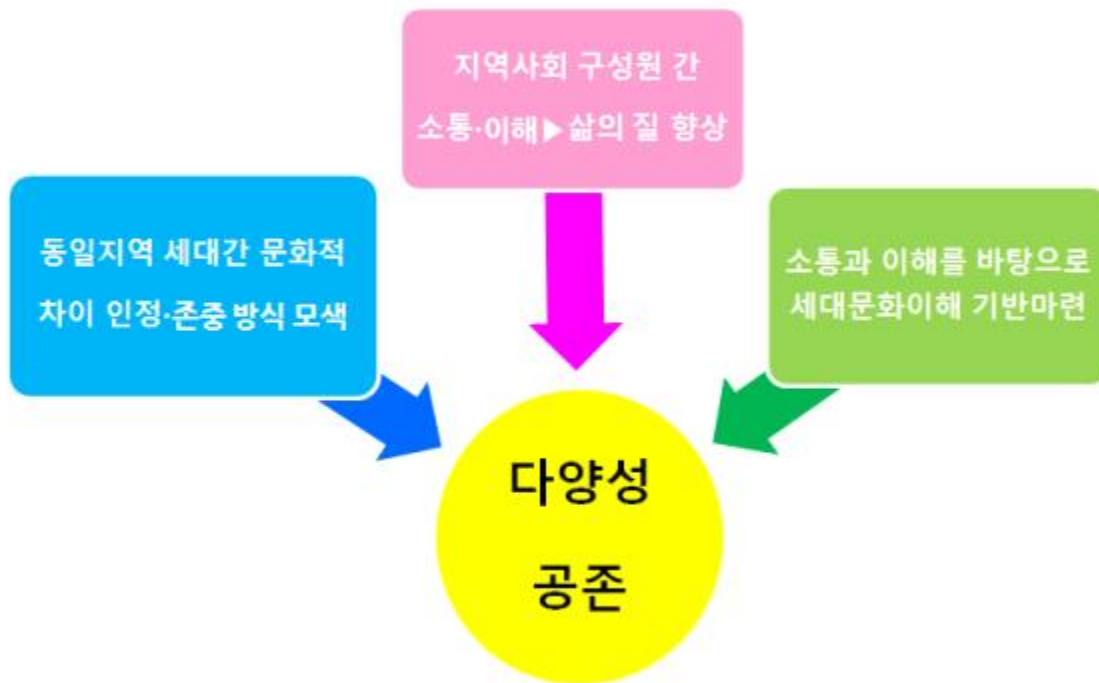 지역사회 구성원 간
소통·이해▶삶의 질 향상
동일지역 세대간 문화적
차이 인정·존중 방식 모색
소통과 이해를 바탕으로
세대문화이해 기반마련
다양성
공존